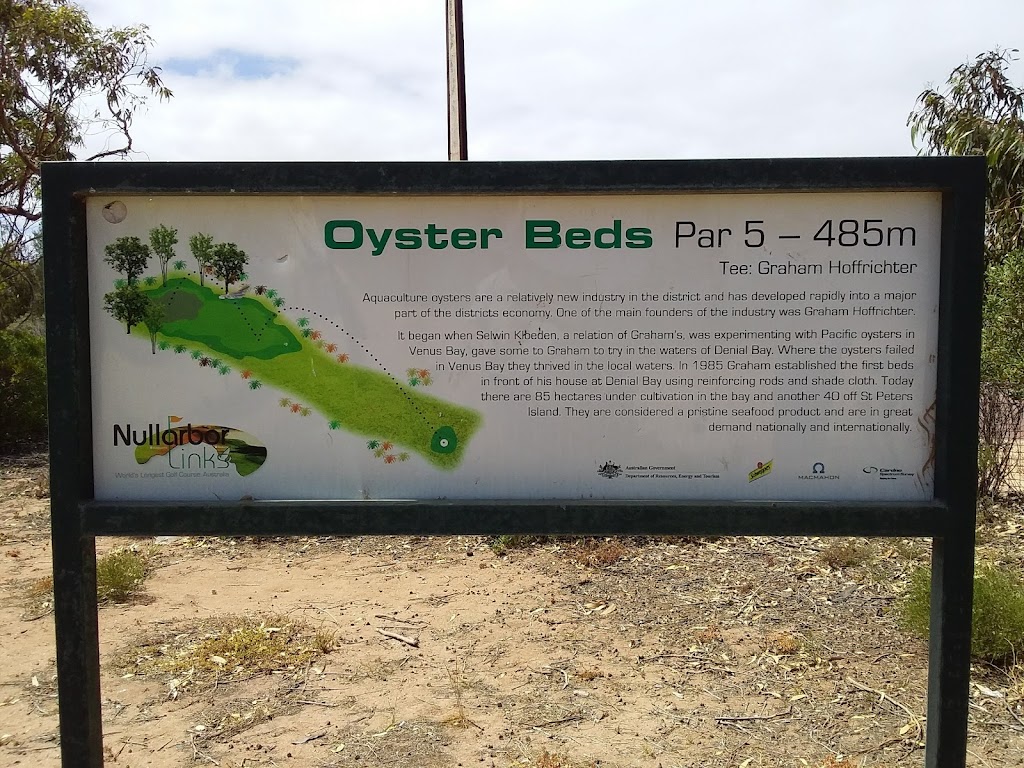 Oyster Beds Par 5 – 485m
Tee: Graham Hoffrichter
Aquaculture oysters are a relatively new industry in the district and has developed rapidly into a major
part of the districts economy. One of the main founders of the industry was Graham Hoffrichter.
It began when Selwin Kloeden, a relation of Graham's, was experimenting with Pacific oysters in
Venus Bay, gave some to Graham to try in the waters of Denial Bay. Where the oysters failed
in Venus Bay they thrived in the local waters. In 1985 Graham established the first beds
in front of his house at Denial Bay using reinforcing rods and shade cloth. Today
there are 85 hectares under cultivation in the bay and another 40 off St Peters
Island. They are considered a pristine seafood product and are in great
demand nationally and internationally.
Nullarbor
Links
World's Longest Golf Course Australia
Australian Government
Department of Resources, Energy and Tourism
MACMAHON